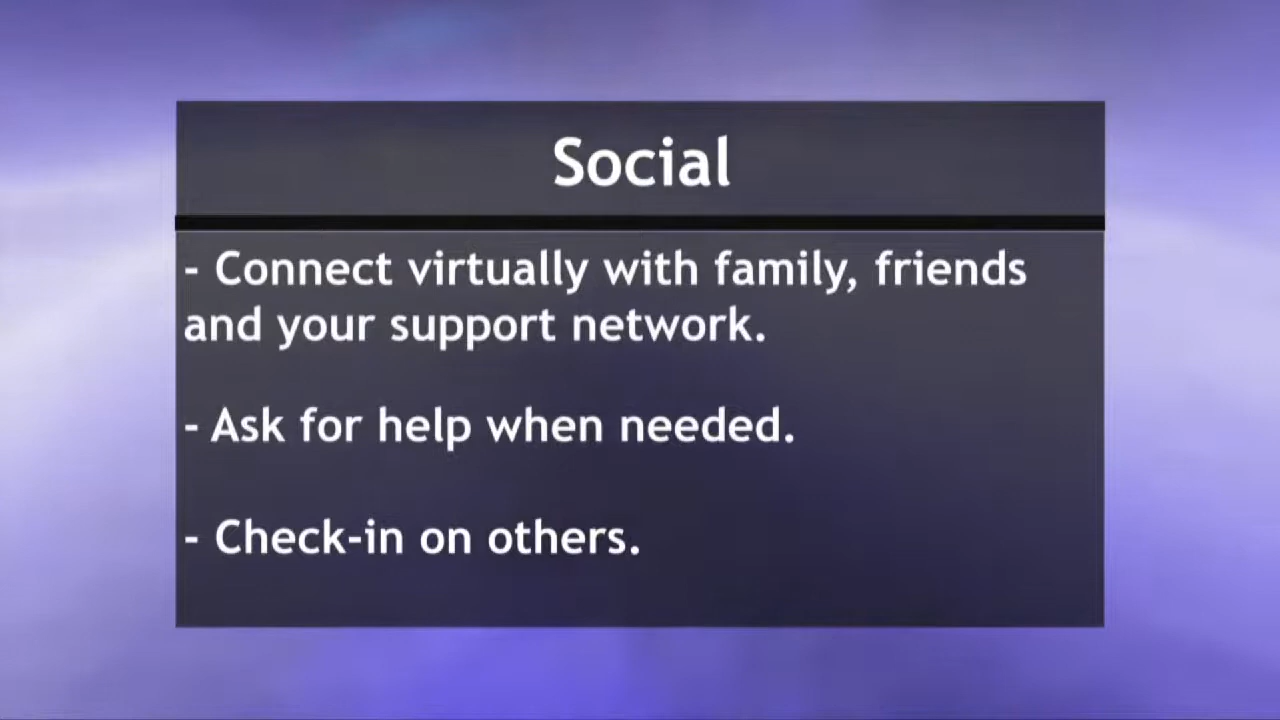 Social
- Connect virtually with family, friends
and your support network.
- Ask for help when needed.
- Check-in on others.